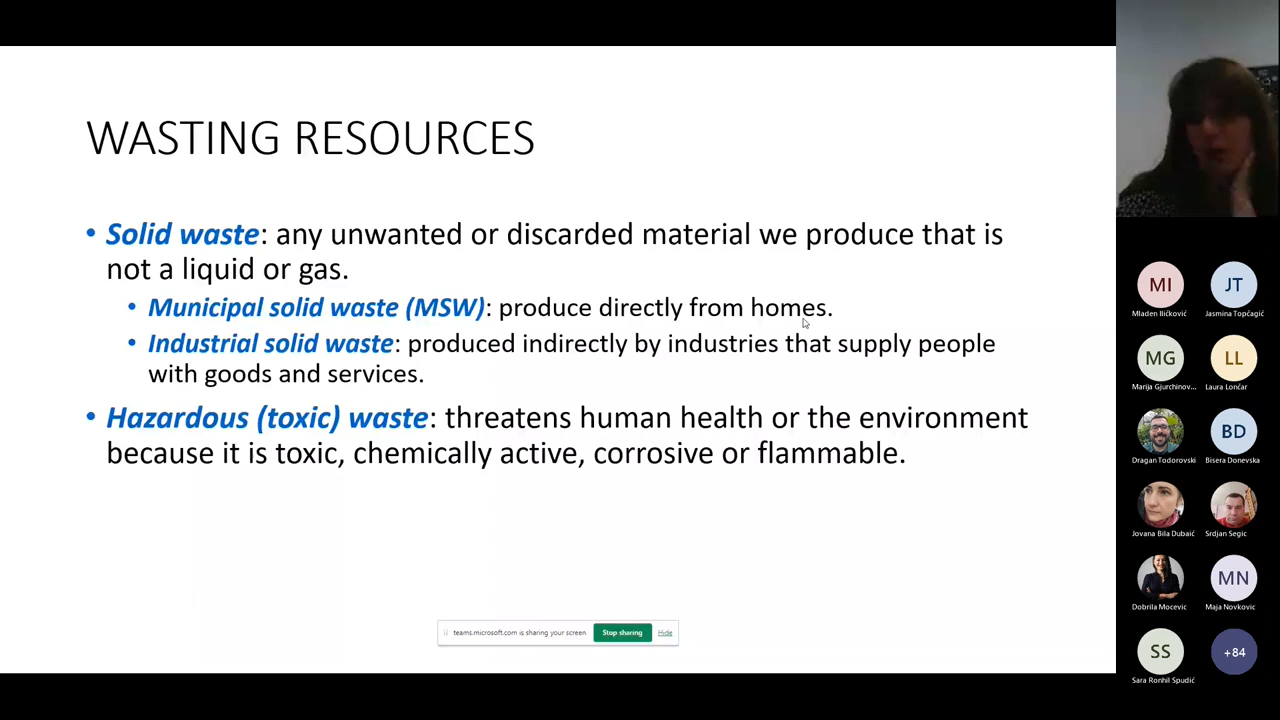 WASTING RESOURCES
• Solid waste: any unwanted or discarded material we produce that is
not a liquid or gas.
• Municipal solid waste (MSW): produce directly from homes.
• Industrial solid waste: produced indirectly by industries that supply people
with goods and services.
• Hazardous (toxic) waste: threatens human health or the environment
because it is toxic, chemically active, corrosive or flammable.
teams.microsoft.com is sharing your screen. Stop sharing Hide
MI JT
Mladen Iličković Jasmina Topčagić
MG LL
Marija Gjurchinov... Laura Lončar
BD
Dragan Todorovski Bisera Donevska
Jovana Bila Dubaić Srdjan Segic
MN
Dobrila Mocevic Maja Novkovic
SS +84
Sara Ronhil Spudić